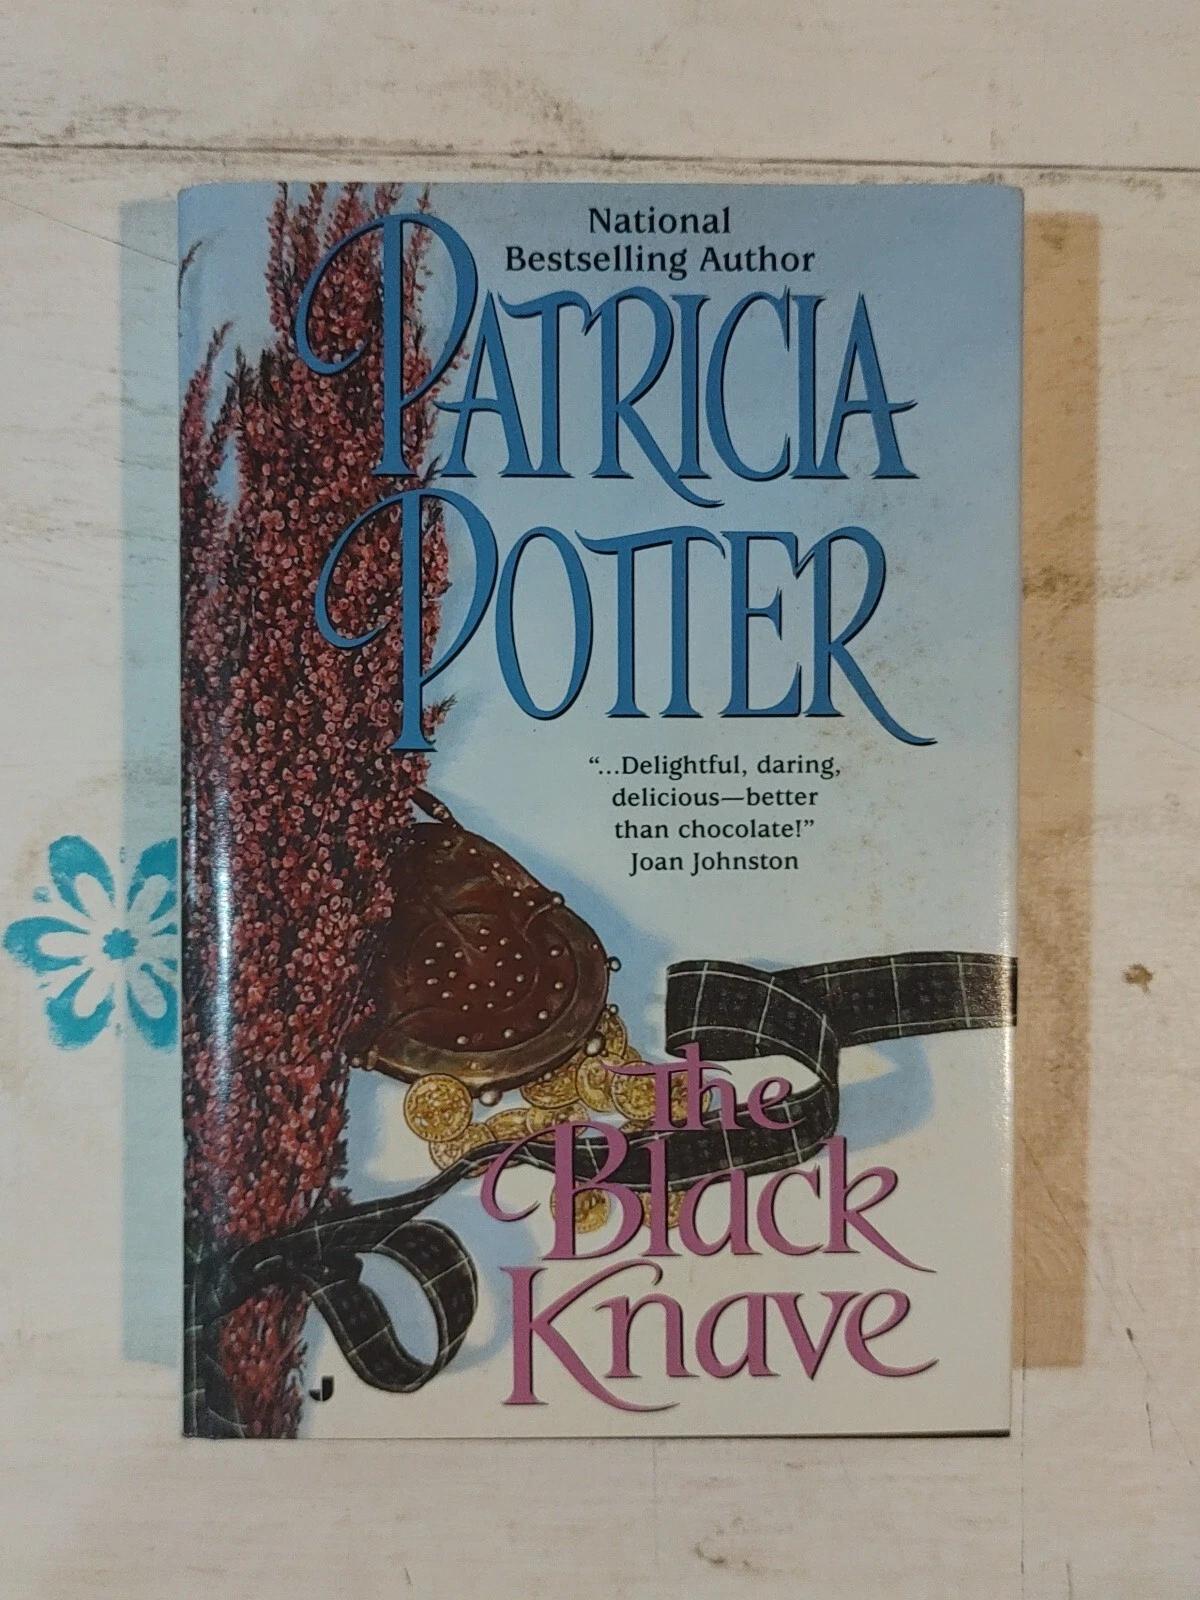 National
Bestselling Author
PATRICIA
POTTER
“...Delightful, daring,
delicious—better
than chocolate!”
Joan Johnston
The
Black
Knave
J